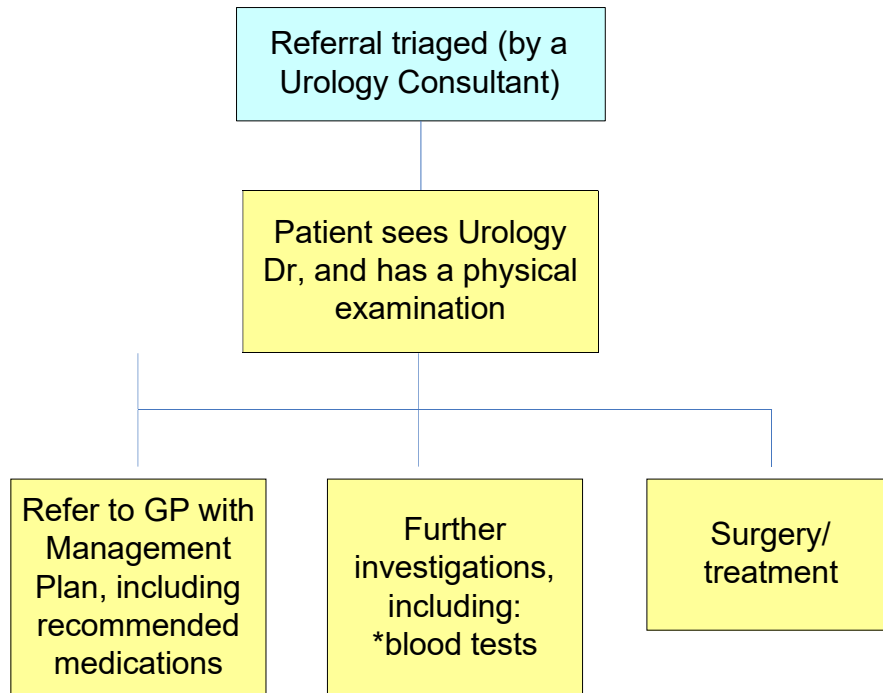 Referral triaged (by a
Urology Consultant)
Patient sees Urology
Dr, and has a physical
examination
Refer to GP with
Management
Plan, including
recommended
medications
Further
investigations,
including:
*blood tests
Surgery/
treatment